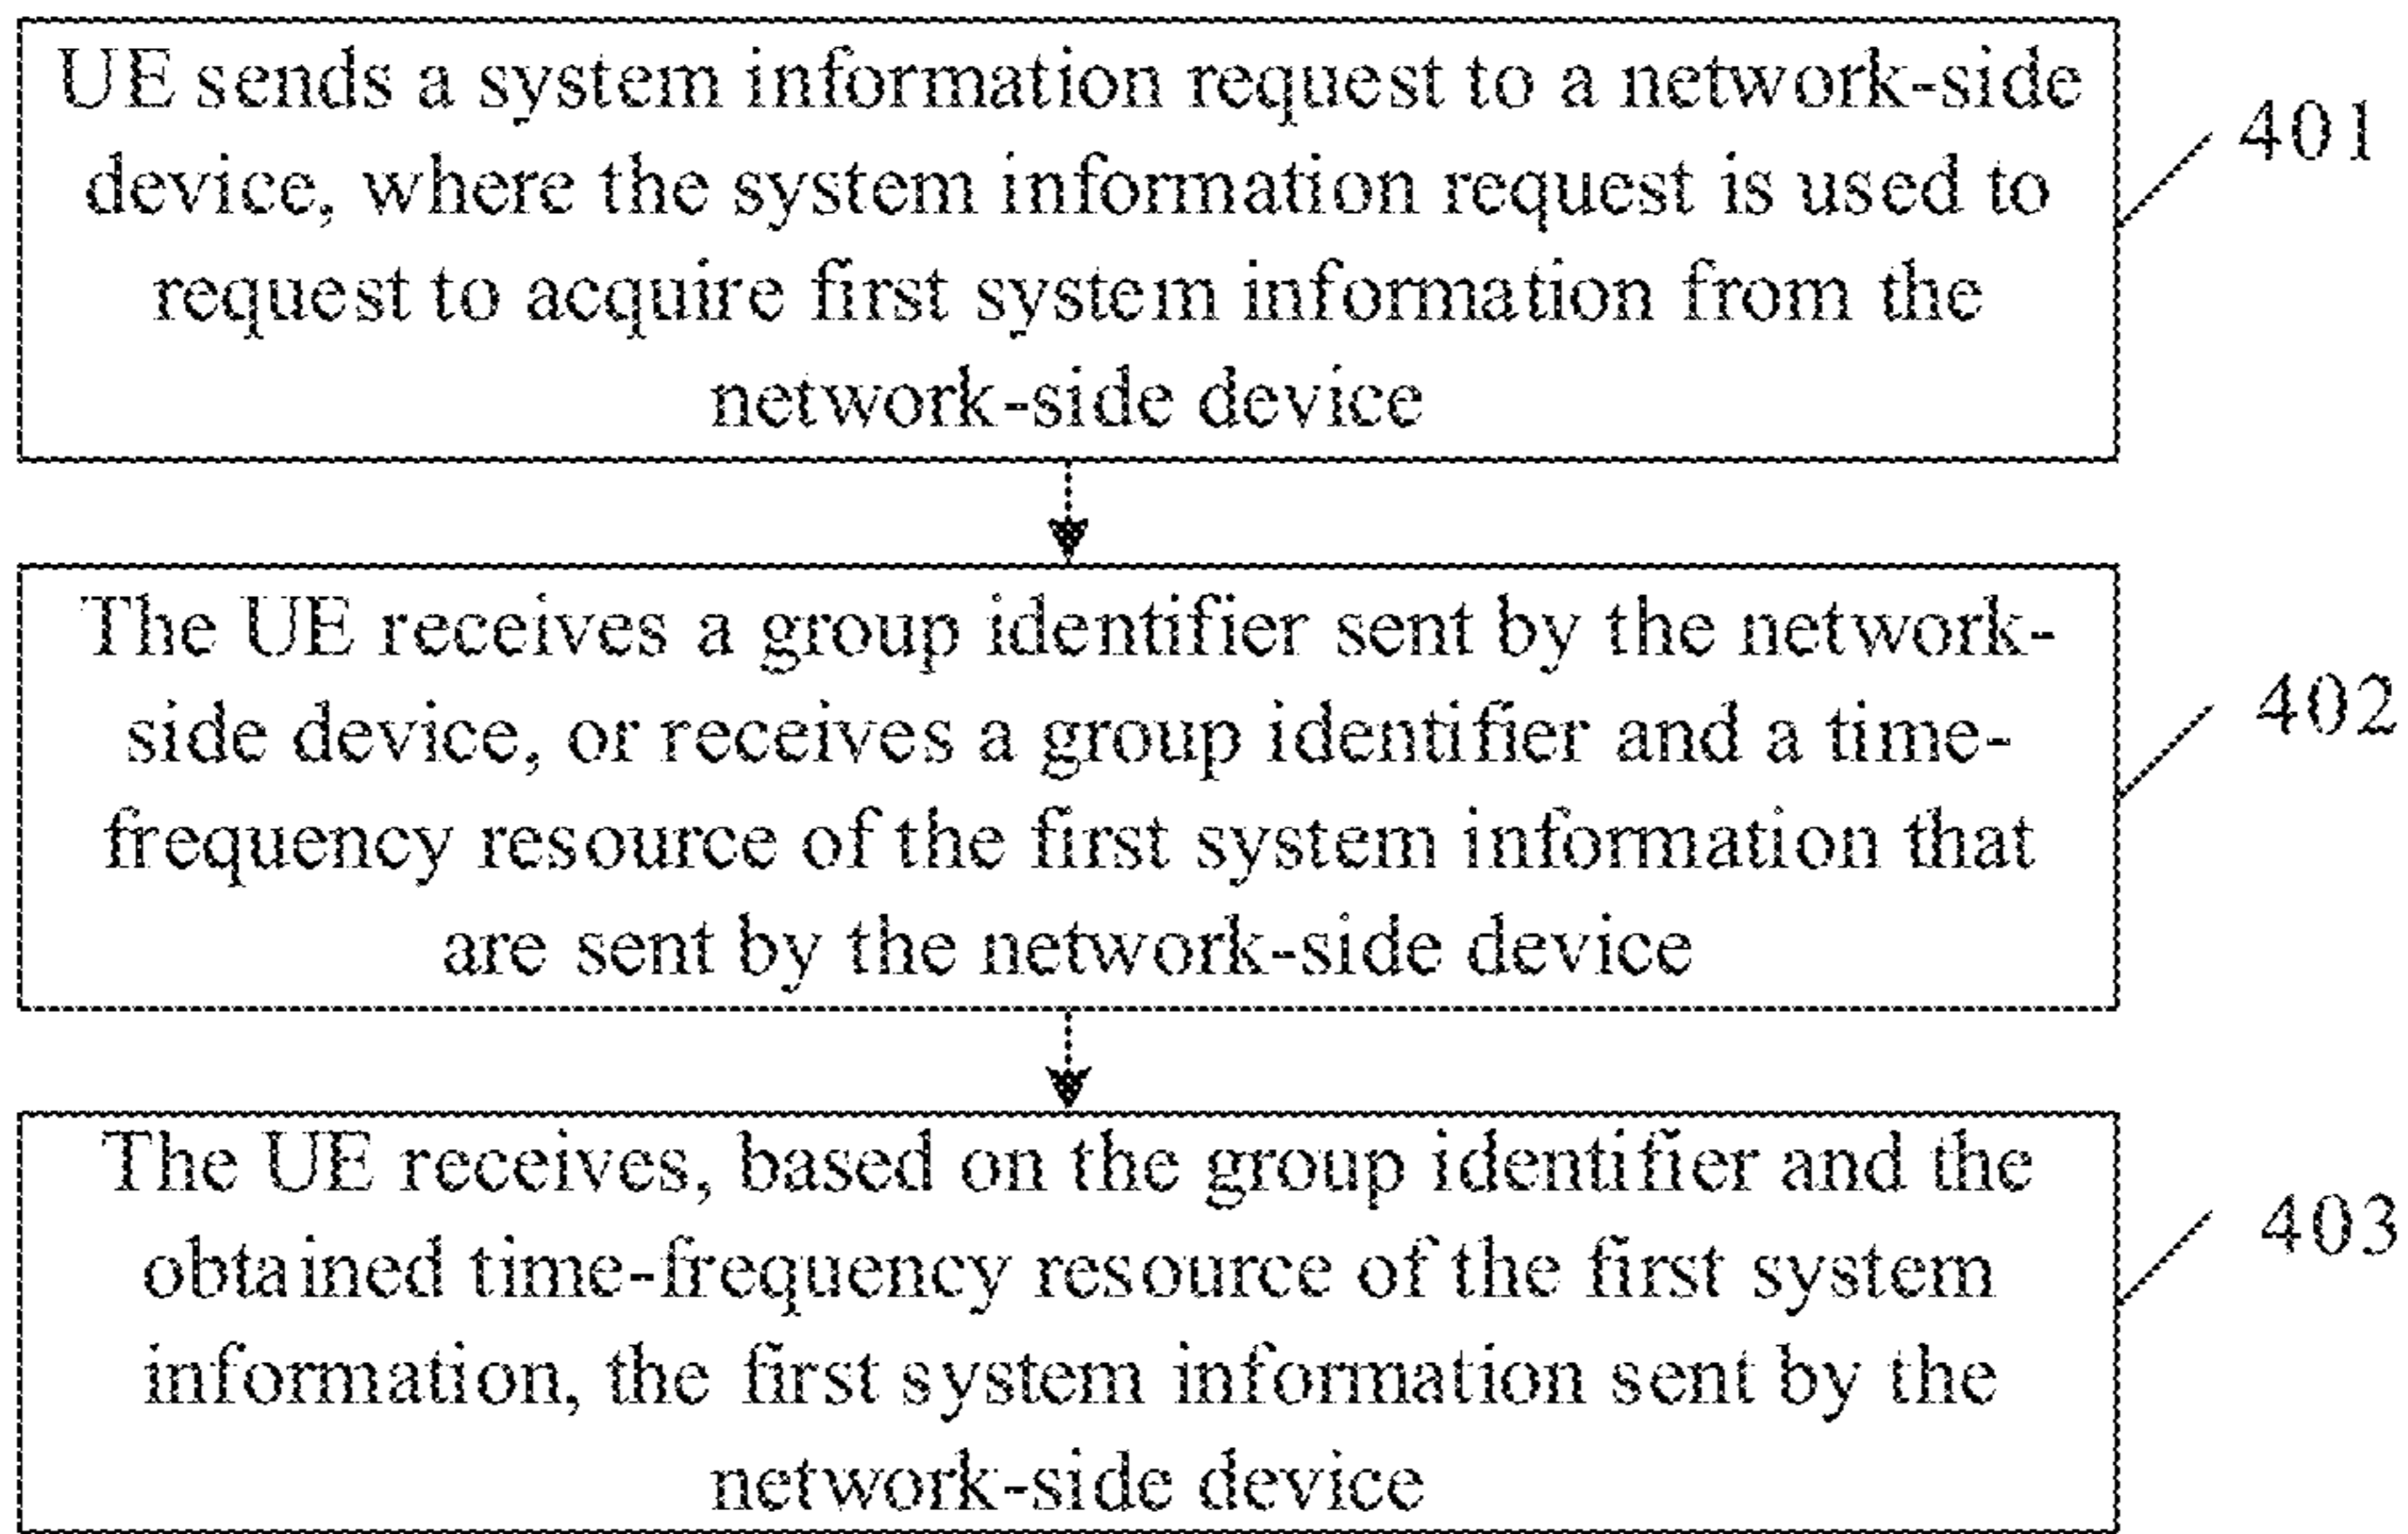 UE sends a system information request to a network-side
device, where the system information request is used to
request to acquire first system information from the
network-side device
401
The UE receives a group identifier sent by the network-
side device, or receives a group identifier and a time-
frequency resource of the first system information that
are sent by the network-side device
402
The UE receives, based on the group identifier and the
obtained time-frequency resource of the first system
information, the first system information sent by the
network-side device
403